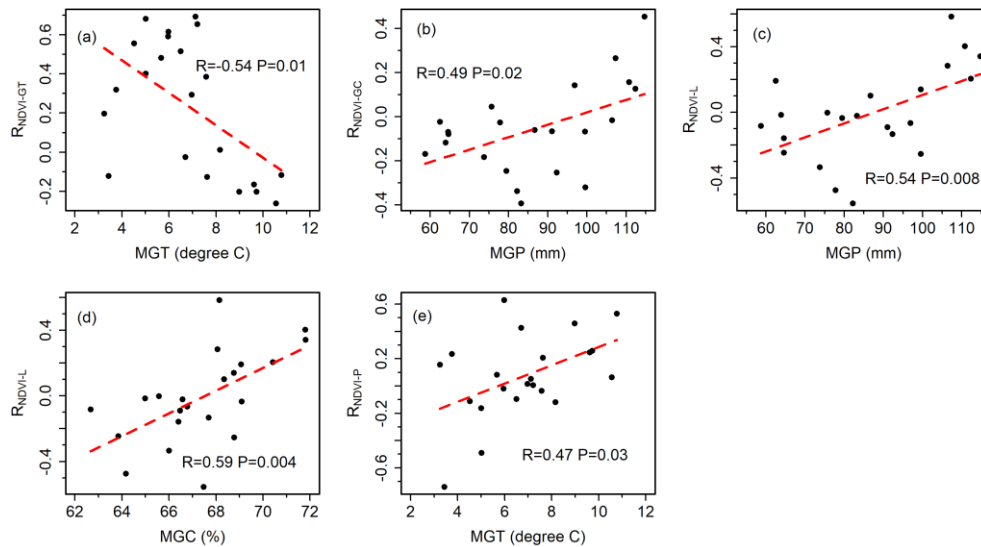 (a)
R=-0.54 P=0.01
R_NDVI-GT
-0.2 0.0 0.2 0.4 0.6
2 4 6 8 10 12
MGT (degree C)
(b)
R=0.49 P=0.02
R_NDVI-GC
-0.4 -0.2 0.0 0.2 0.4
60 70 80 90 100 110
MGP (mm)
(c)
R=0.54 P=0.008
R_NDVI-L
-0.4 0.0 0.4
60 70 80 90 100 110
MGP (mm)
(d)
R=0.59 P=0.004
R_NDVI-L
-0.4 0.0 0.4
62 64 66 68 70 72
MGC (%)
(e)
R=0.47 P=0.03
R_NDVI-P
-0.6 -0.2 0.2 0.6
2 4 6 8 10 12
MGT (degree C)